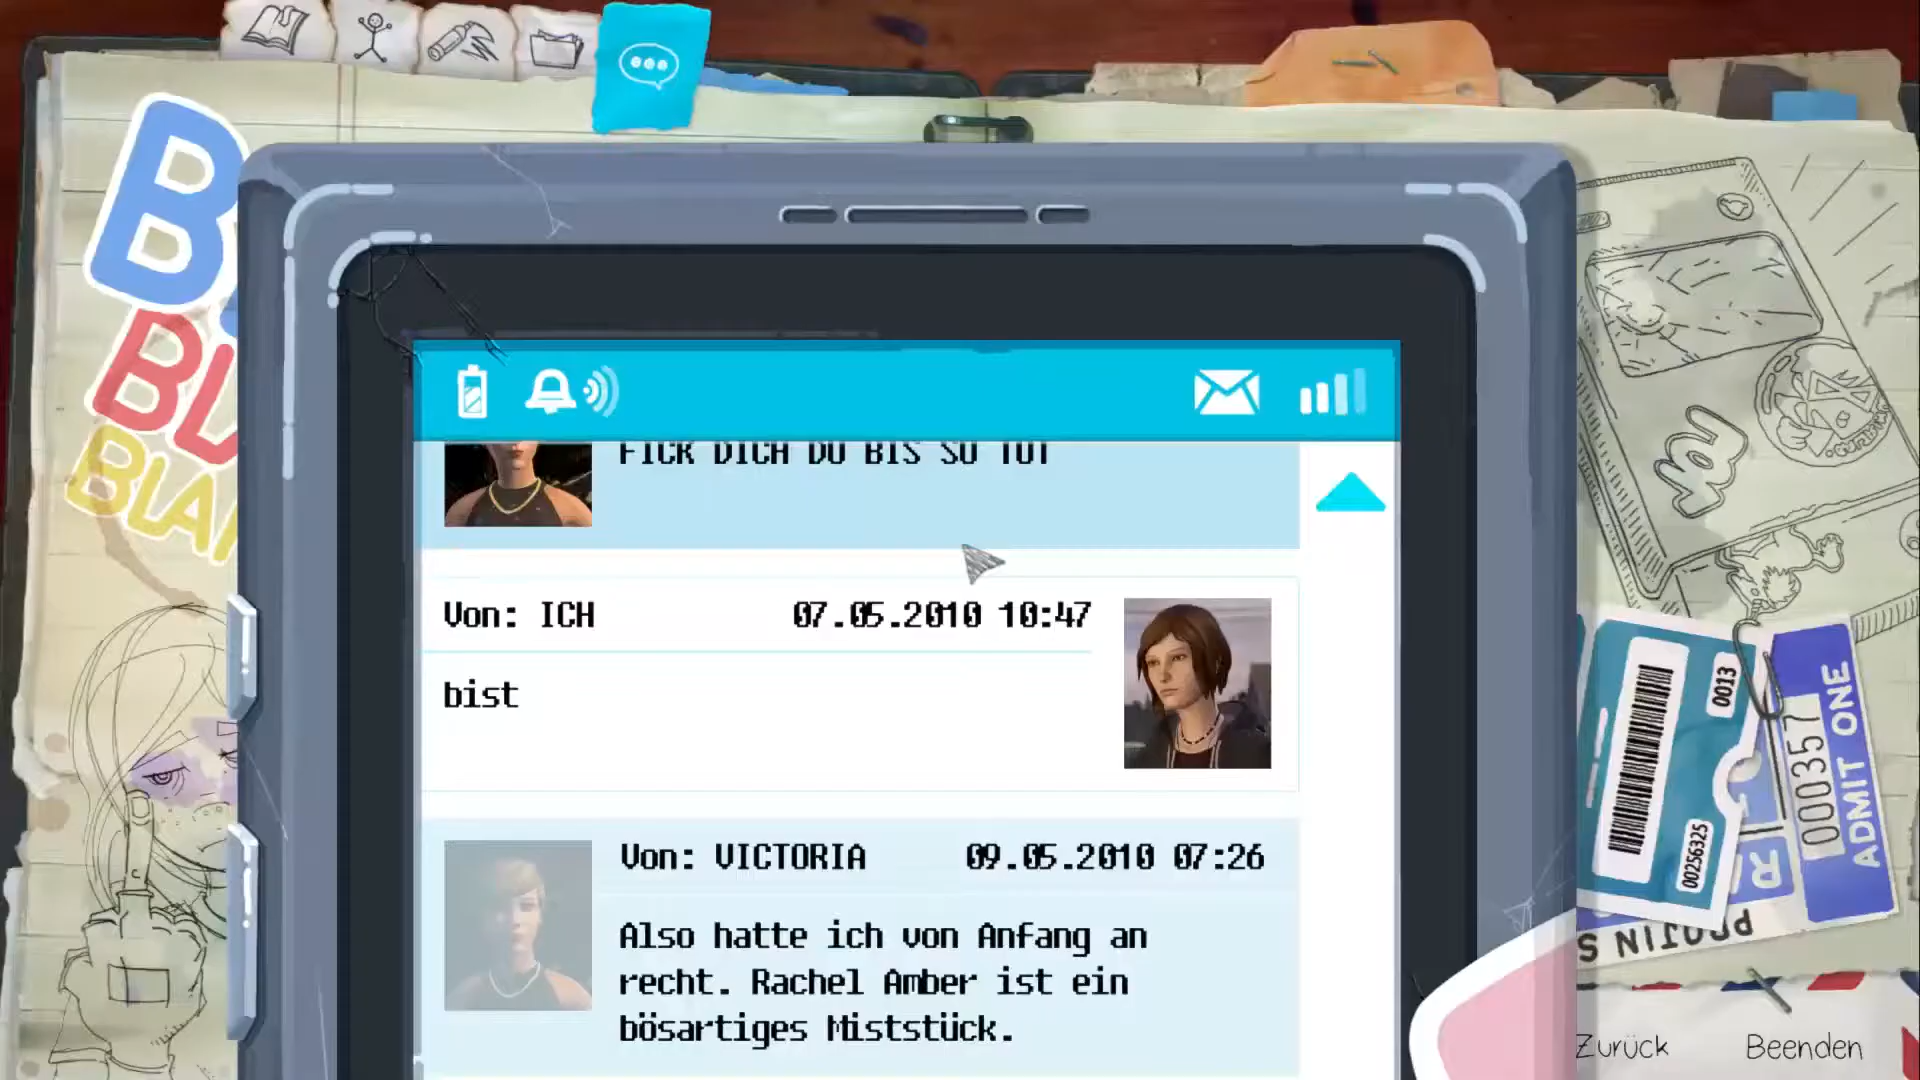 FICK DICH DU BIS SO TOT
Von: ICH 07.05.2010 10:47
bist
Von: VICTORIA 09.05.2010 07:26
Also hatte ich von Anfang an
recht. Rachel Amber ist ein
bösartiges Miststück.
0013
00256325
000357
ADMIT ONE
Zurück Beenden